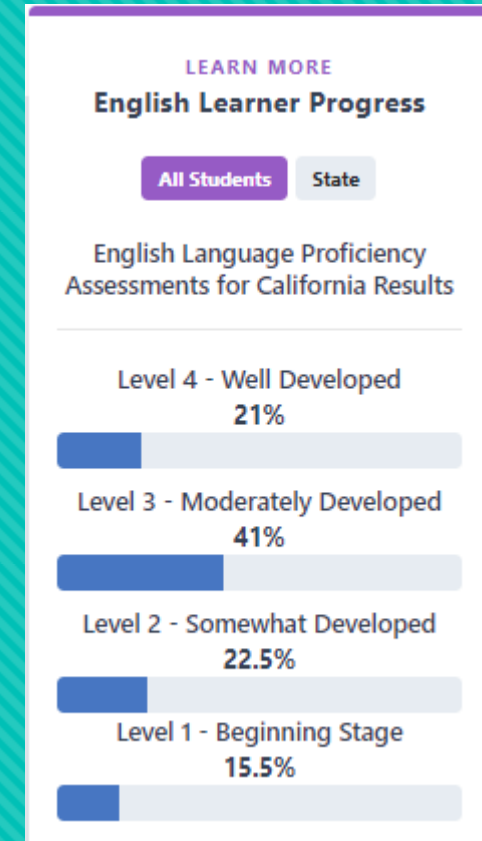 LEARN MORE
English Learner Progress
All Students State
English Language Proficiency
Assessments for California Results
Level 4 - Well Developed
21%
Level 3 - Moderately Developed
41%
Level 2 - Somewhat Developed
22.5%
Level 1 - Beginning Stage
15.5%